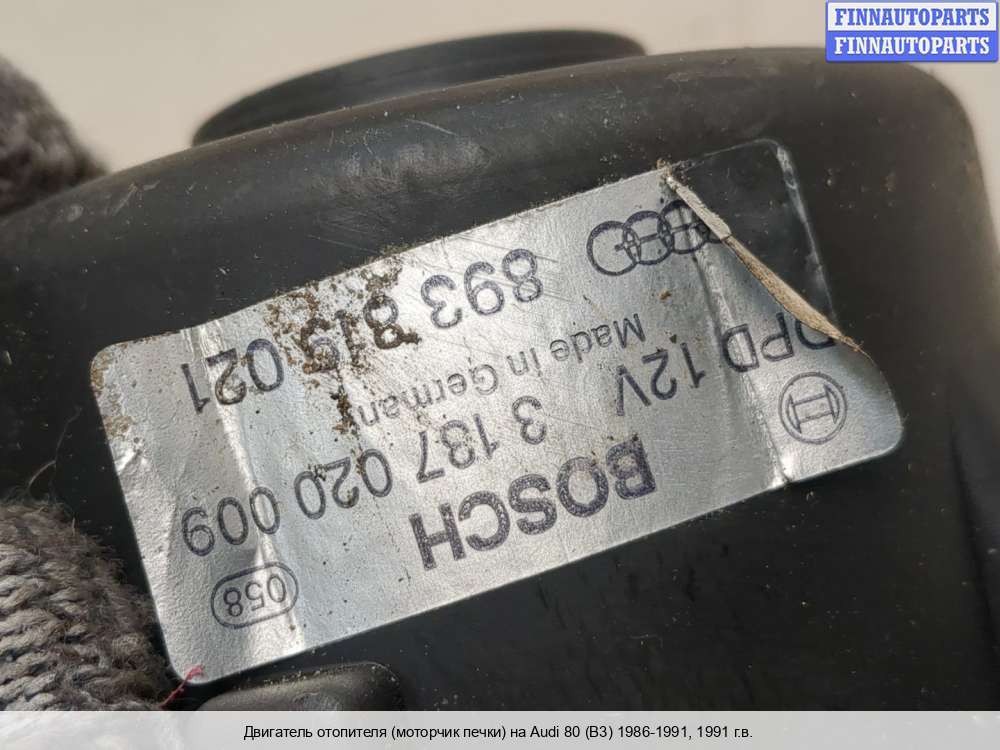 FINNAUTOPARTS
FINNAUTOPARTS
BOSCH 058
DPD 12V 3 137 020 009
Made in German
893 819 021
Двигатель отопителя (моторчик печки) на Audi 80 (B3) 1986-1991, 1991 г.в.